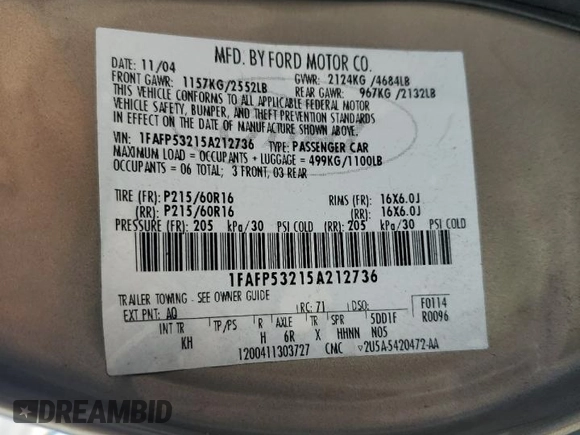 MFD. BY FORD MOTOR CO.
DATE: 11/04 GVWR: 2124KG /4684LB
FRONT GAWR: 1157KG/2552LB REAR GAWR: 967KG /2132LB
THIS VEHICLE CONFORMS TO ALL APPLICABLE FEDERAL MOTOR
VEHICLE SAFETY, BUMPER, AND THEFT PREVENTION STANDARDS
IN EFFECT ON THE DATE OF MANUFACTURE SHOWN ABOVE.
VIN: 1FAFP53215A212736 TYPE: PASSENGER CAR
MAXIMUM LOAD = OCCUPANTS + LUGGAGE = 499KG/1100LB
OCCUPANTS = 06 TOTAL; 3 FRONT, 03 REAR
TIRE (FR): P215/60R16 RIMS (FR): 16X6.0J
(RR): P215/60R16 (RR): 16X6.0J
PRESSURE (FR): 205 kPa/30 PSI COLD (RR): 205 kPa/30 PSI COLD
1FAFP53215A212736
TRAILER TOWING - SEE OWNER GUIDE
EXT PNT: AQ RC: 71 DSO: F0114
INT TR TP/PS R AXLE TR SPR 5DD1F R0096
KH H 6R X HHNN N05
1200411303727 CMC ▽2U5A-5420472-AA
DREAMBID